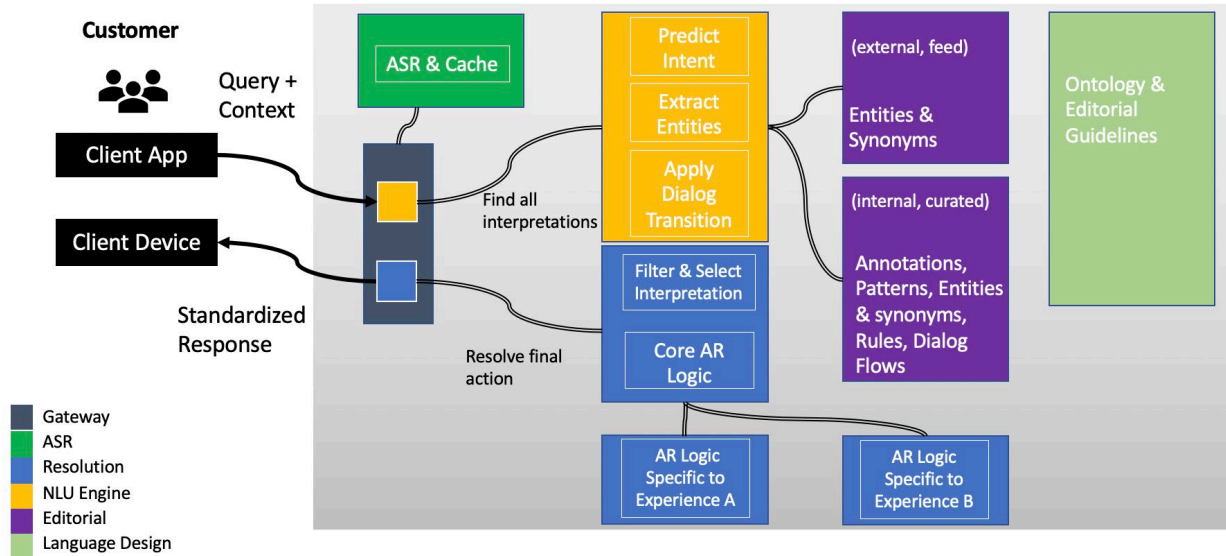 Customer
Query +
Context
Client App
Client Device
Standardized
Response
ASR & Cache
Find all
interpretations
Resolve final
action
Predict
Intent
Extract
Entities
Apply
Dialog
Transition
Filter & Select
Interpretation
Core AR
Logic
AR Logic
Specific to
Experience A
AR Logic
Specific to
Experience B
(external, feed)
Entities &
Synonyms
(internal, curated)
Annotations,
Patterns, Entities
& synonyms,
Rules, Dialog
Flows
Ontology &
Editorial
Guidelines
Gateway
ASR
Resolution
NLU Engine
Editorial
Language Design